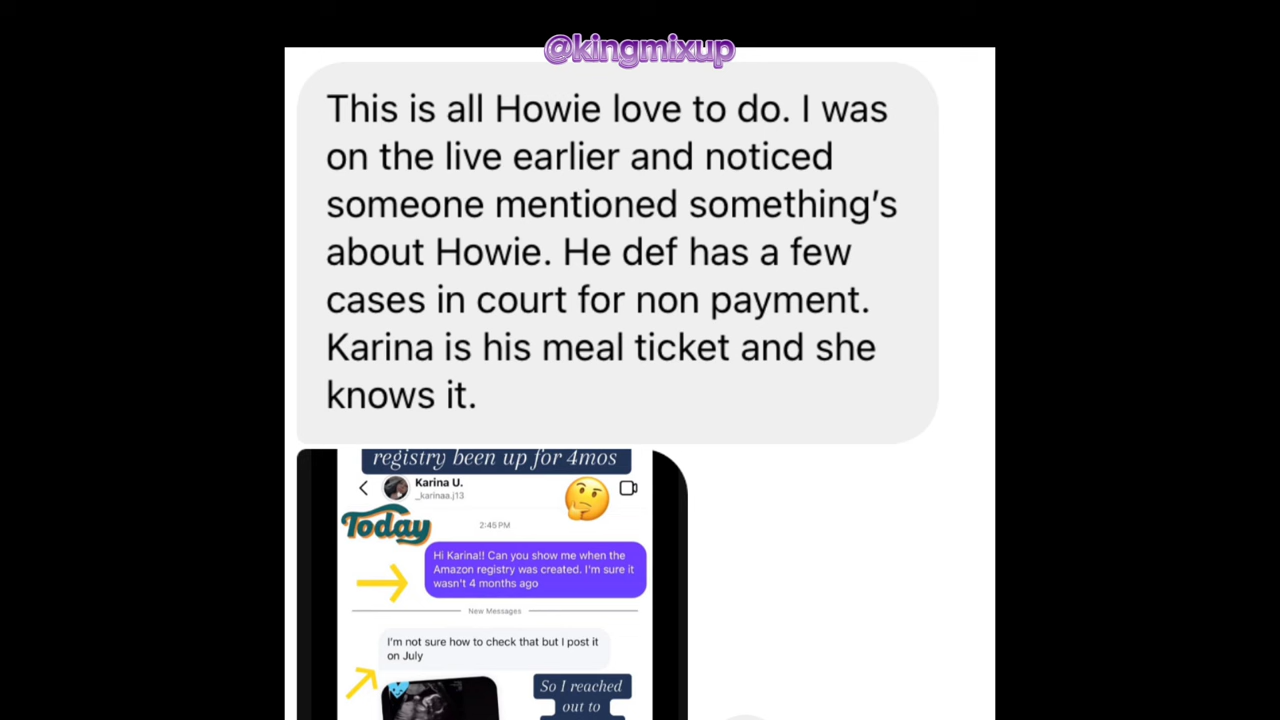 @kingmixup
This is all Howie love to do. I was
on the live earlier and noticed
someone mentioned something's
about Howie. He def has a few
cases in court for non payment.
Karina is his meal ticket and she
knows it.
registry been up for 4mos
Karina U.
_karinaa.j13
Today
2:45 PM
Hi Karina!! Can you show me when the
Amazon registry was created. I'm sure it
wasn't 4 months ago
New Messages
I'm not sure how to check that but I post it
on July
So I reached
out to